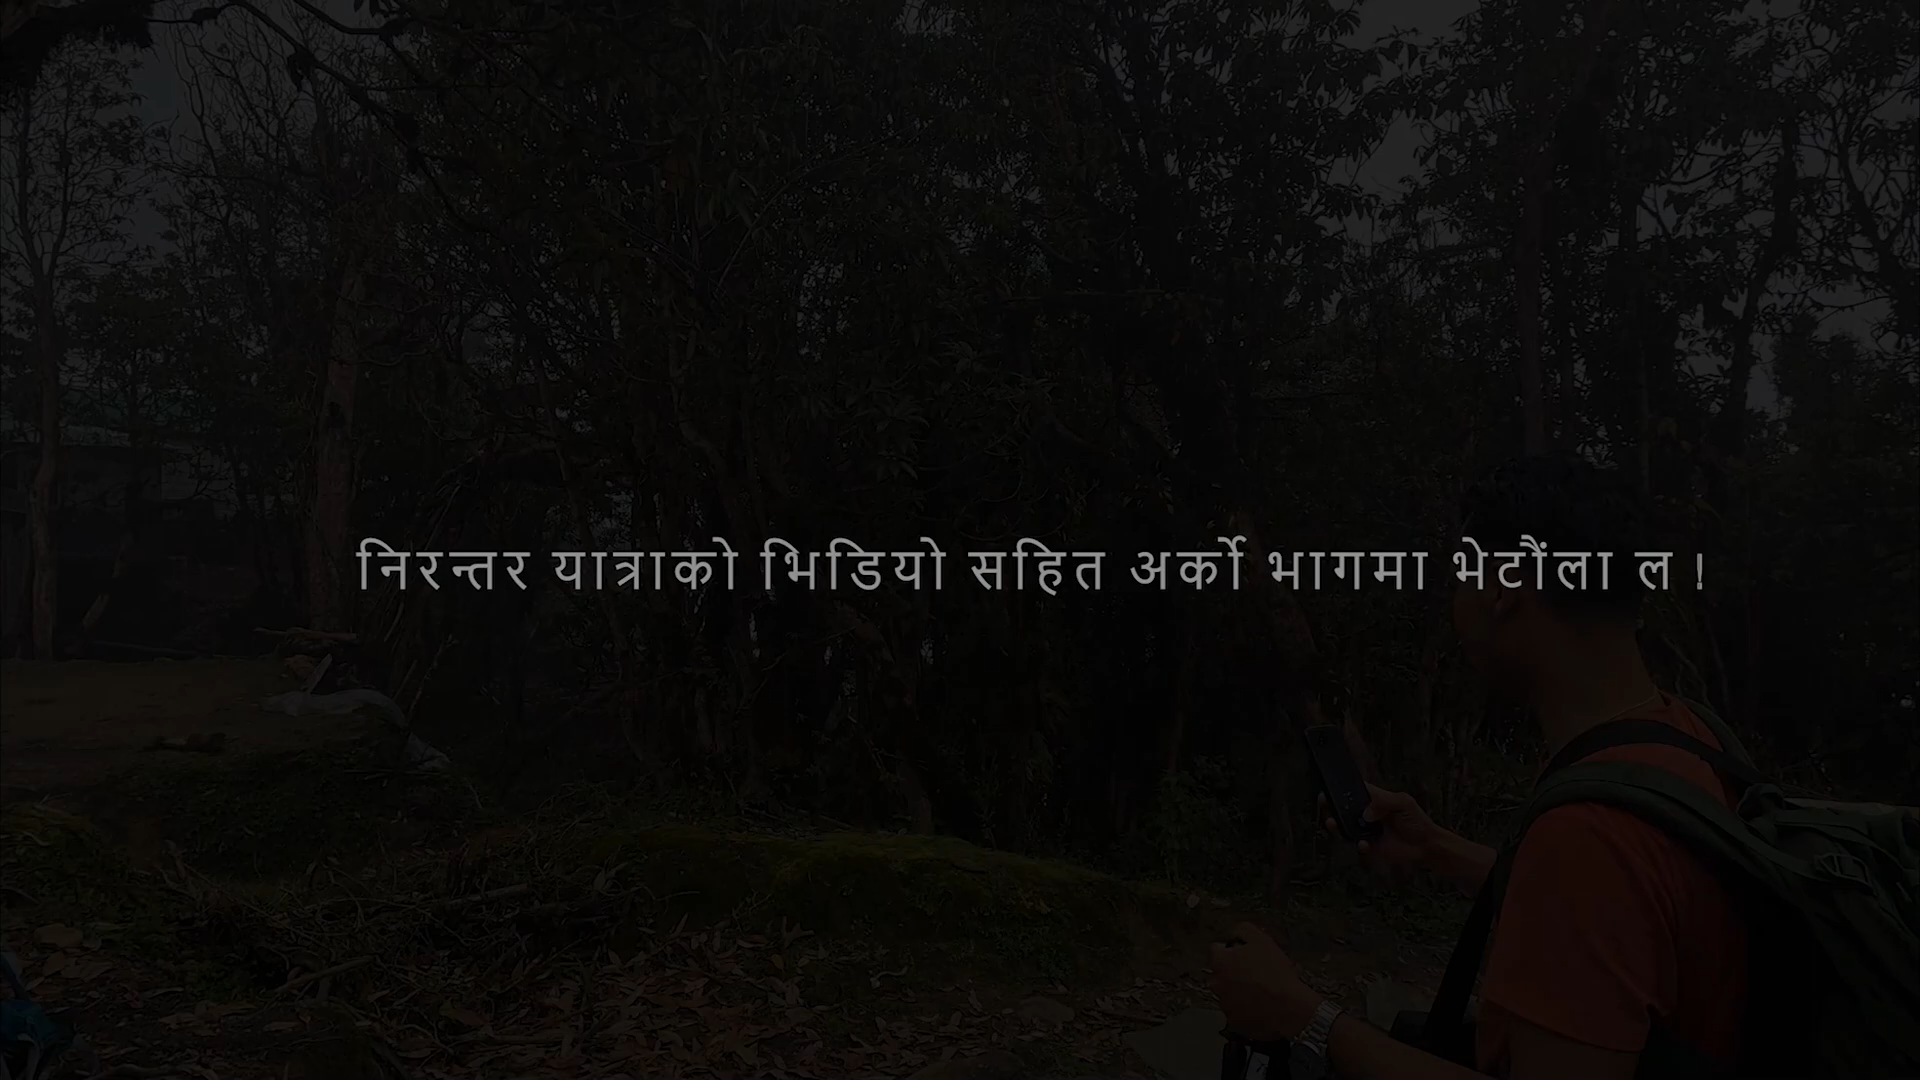 निरन्तर यात्राको भिडियो सहित अर्को भागमा भेटौंला ल !